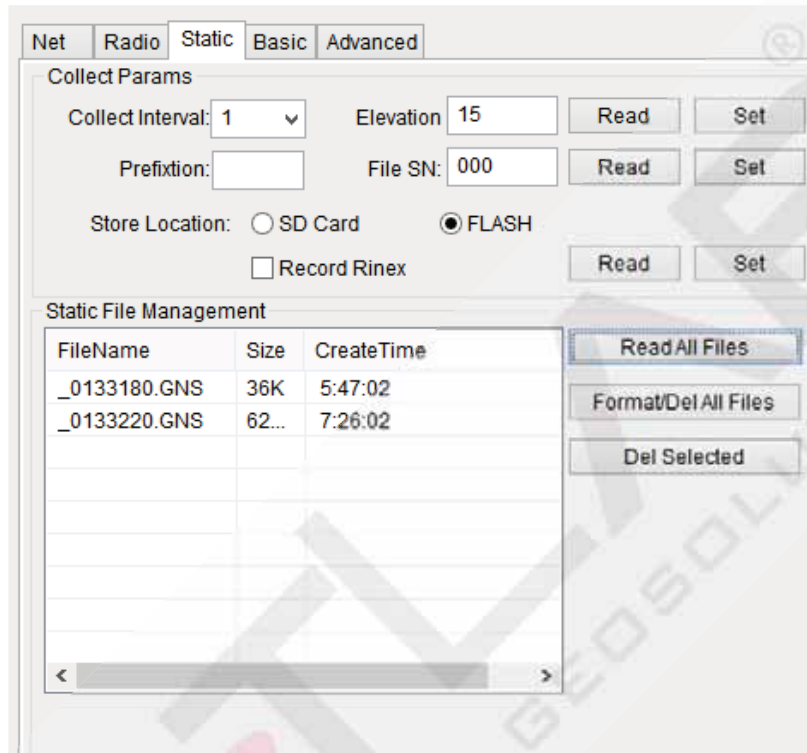 Net Radio Static Basic Advanced
Collect Params
Collect Interval: 1 Elevation 15 Read Set
Prefixtion: File SN: 000 Read Set
Store Location: SD Card FLASH
Record Rinex Read Set
Static File Management
FileName Size CreateTime Read All Files
_0133180.GNS 36K 5:47:02
Format/Del All Files
_0133220.GNS 62... 7:26:02
Del Selected
GEOSOLU